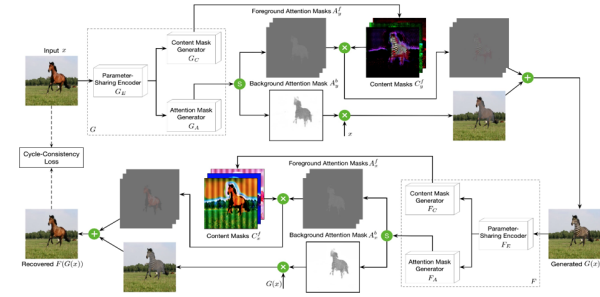 Foreground Attention Masks A_y^f
Input x
Content Mask
Generator
G_C
Parameter-
Sharing Encoder
G_E
Background Attention Mask A_y^b
Content Masks C_y^f
Attention Mask
Generator
G_A
G
x
Cycle-Consistency
Loss
Foreground Attention Masks A_x^f
Content Mask
Generator
F_C
Content Masks C_x^f
Background Attention Mask A_x^b
Parameter-
Sharing Encoder
F_E
Attention Mask
Generator
F_A
F
Recovered F(G(x))
G(x)
Generated G(x)